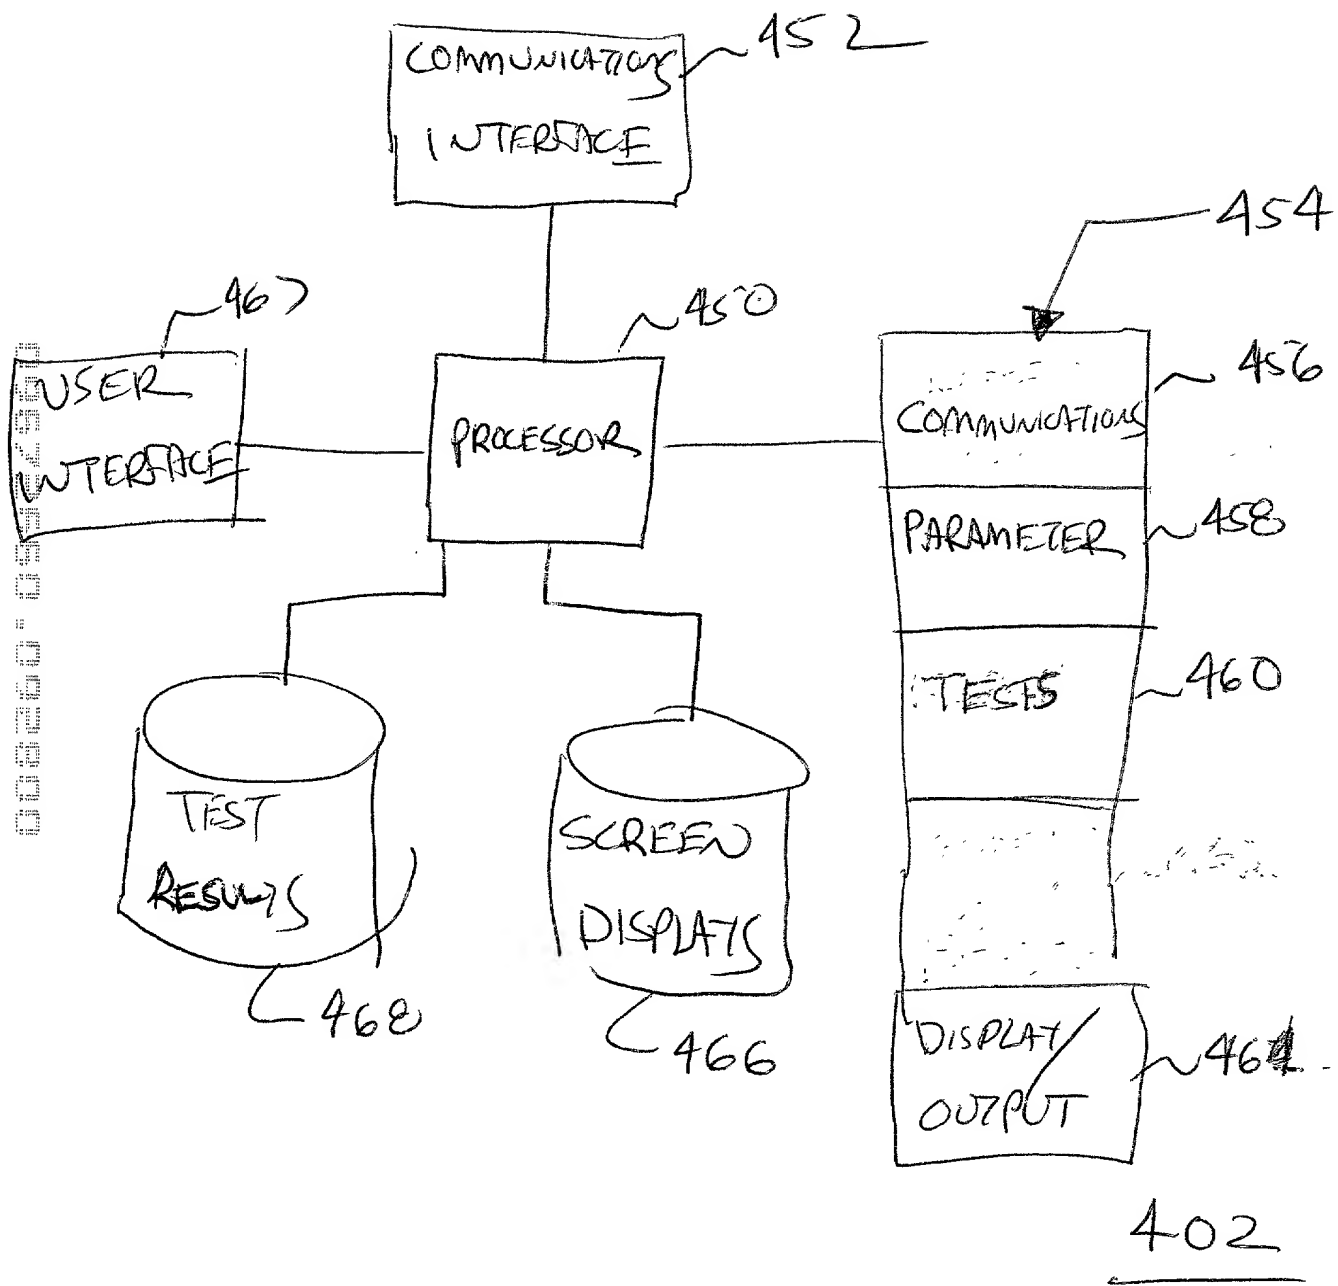 COMMUNICATIONS
INTERFACE
452
454
467
450
456
USER
INTERFACE
PROCESSOR
COMMUNICATIONS
PARAMETER
458
TESTS
460
TEST
RESULTS
SCREEN
DISPLAYS
468
466
DISPLAY/
OUTPUT
402